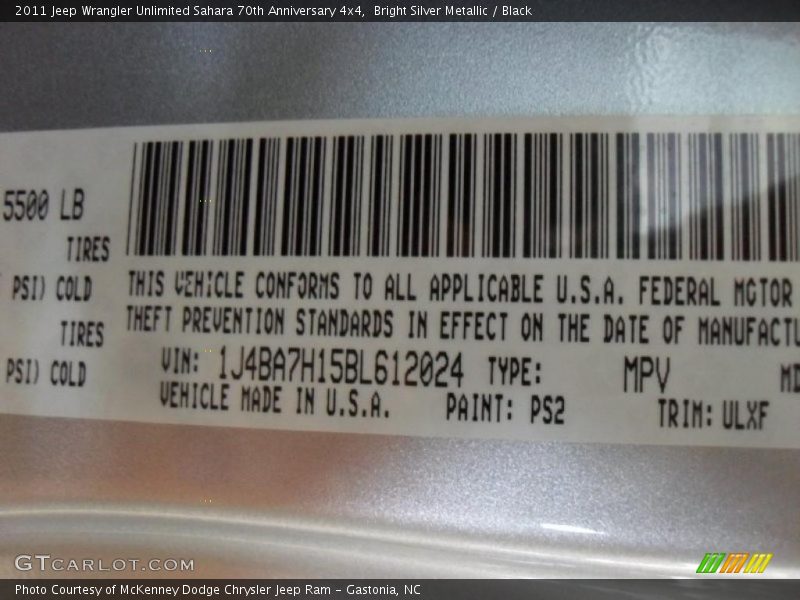 2011 Jeep Wrangler Unlimited Sahara 70th Anniversary 4x4, Bright Silver Metallic / Black
5500 LB
TIRES
PSI) COLD
TIRES
PSI) COLD
THIS VEHICLE CONFORMS TO ALL APPLICABLE U.S.A. FEDERAL MOTOR
THEFT PREVENTION STANDARDS IN EFFECT ON THE DATE OF MANUFACTU
VIN: 1J4BA7H15BL612024 TYPE: MPV MD
VEHICLE MADE IN U.S.A. PAINT: PS2 TRIM: ULXF
GTCARLOT.COM
Photo Courtesy of McKenney Dodge Chrysler Jeep Ram - Gastonia, NC